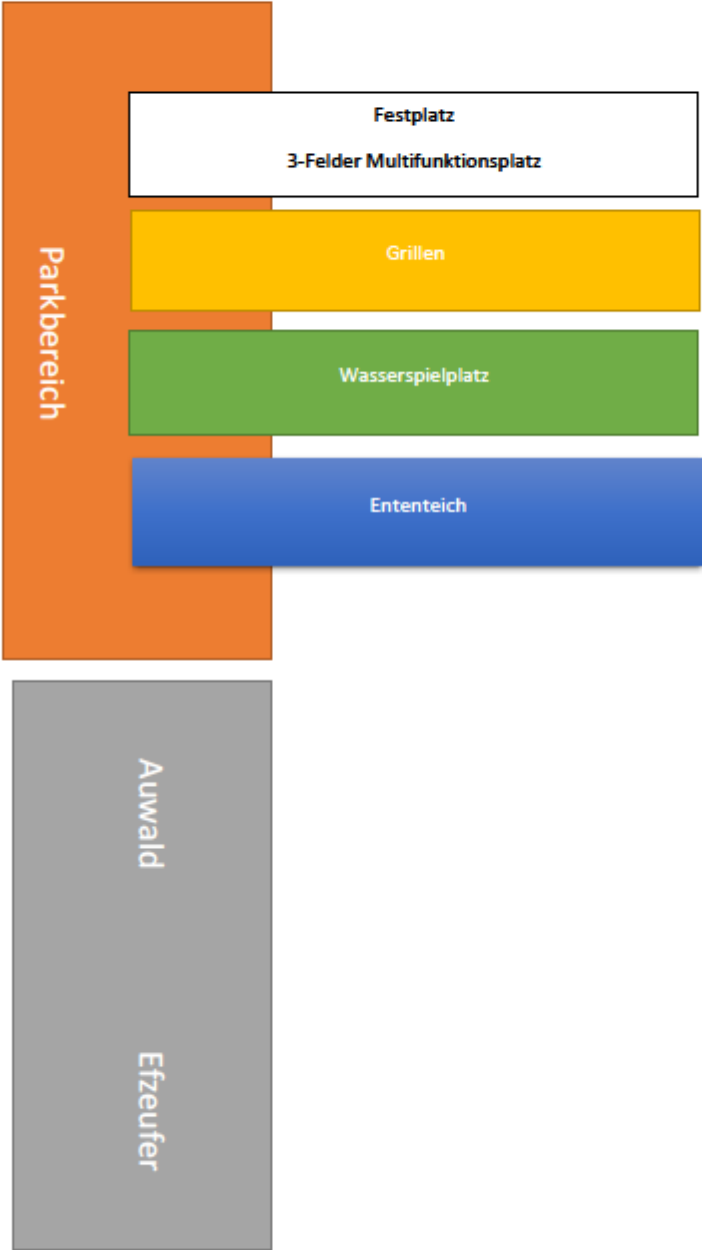 Parkbereich
Festplatz
3-Felder Multifunktionsplatz
Grillen
Wasserspielplatz
Ententeich
Auwald
Efzeufer